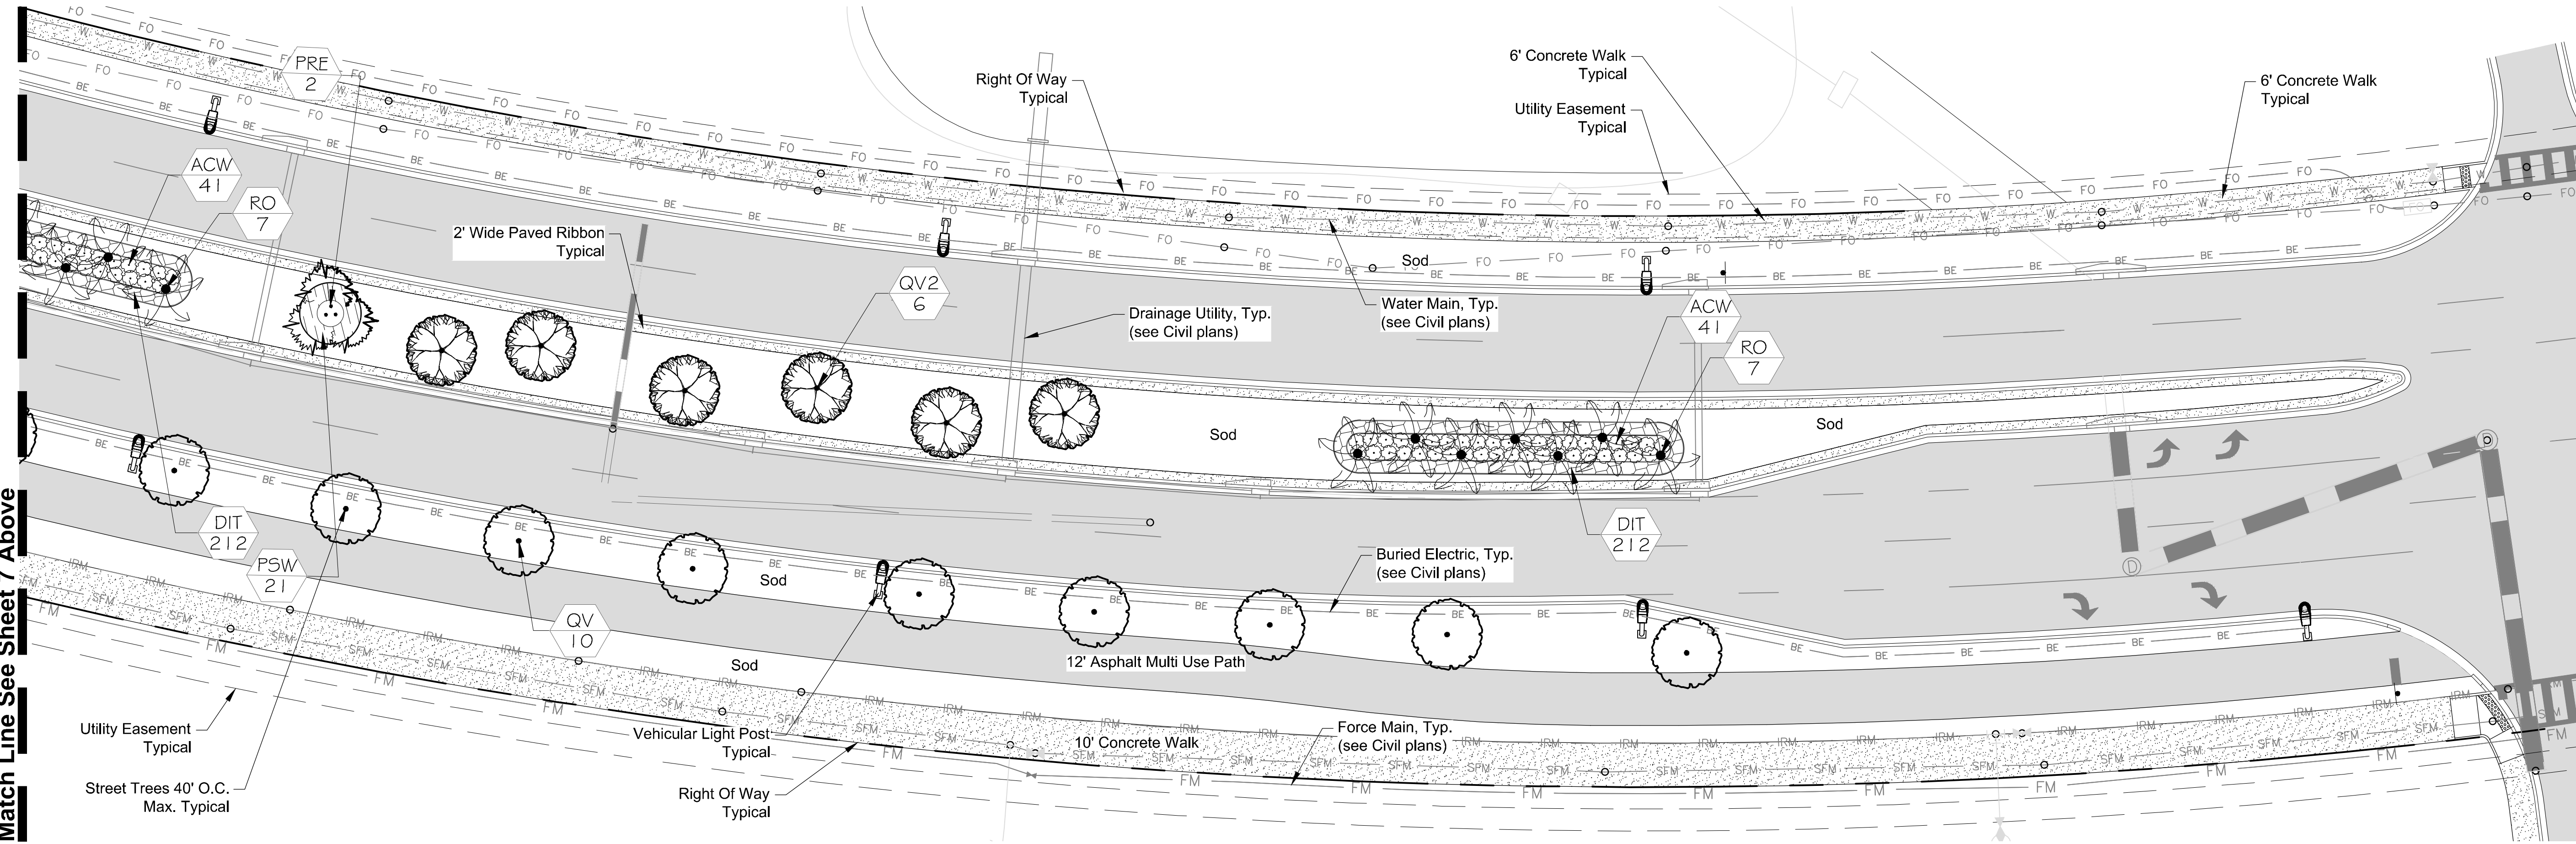 PRE
2
Right Of Way
Typical
6' Concrete Walk
Typical
Utility Easement
Typical
6' Concrete Walk
Typical
ACW
41
RO
7
2' Wide Paved Ribbon
Typical
QV2
6
Drainage Utility, Typ.
(see Civil plans)
Sod
Water Main, Typ.
(see Civil plans)
ACW
41
RO
7
Sod
Sod
DIT
212
PSW
21
DIT
212
Buried Electric, Typ.
(see Civil plans)
Sod
QV
10
Sod
12' Asphalt Multi Use Path
Utility Easement
Typical
Vehicular Light Post
Typical
10' Concrete Walk
Force Main, Typ.
(see Civil plans)
Street Trees 40' O.C.
Max. Typical
Right Of Way
Typical
Match Line See Sheet 7 Above
FO
W
BE
IRM
SFM
FM
D
D